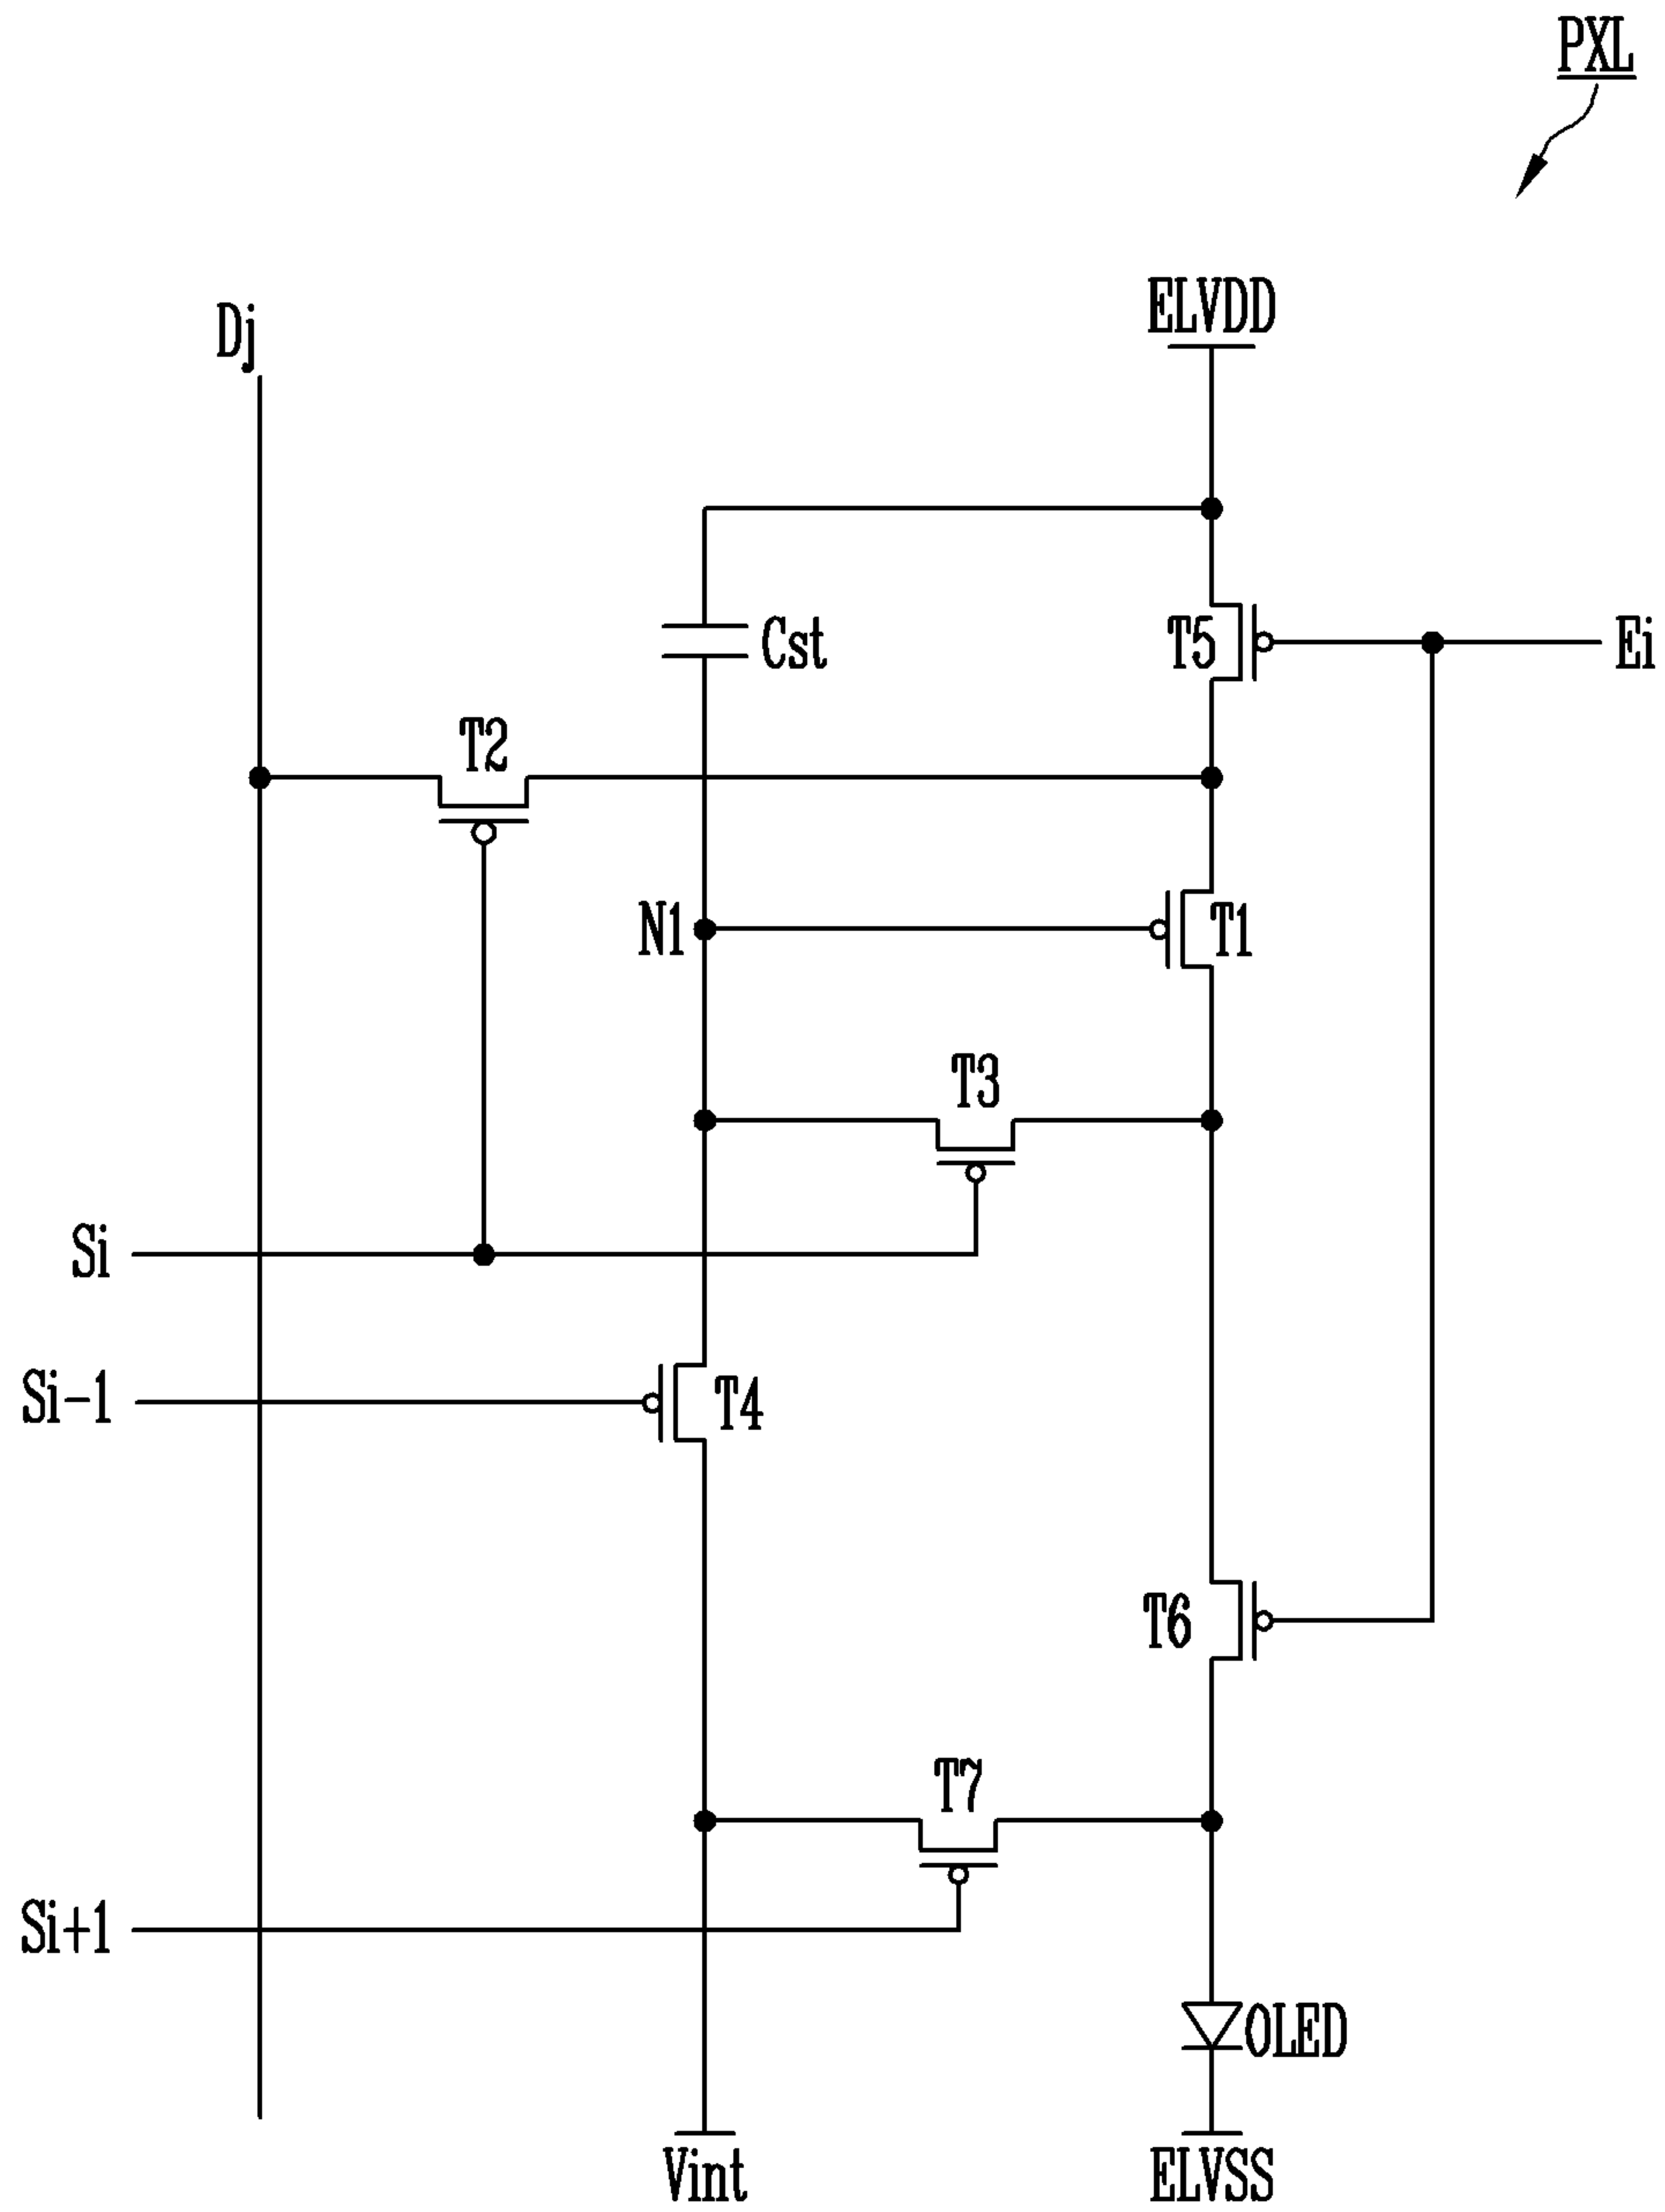 PXL
ELVDD
Dj
Cst
T5
Ei
T2
N1
T1
T3
Si
Si-1
T4
T6
T7
Si+1
OLED
Vint
ELVSS